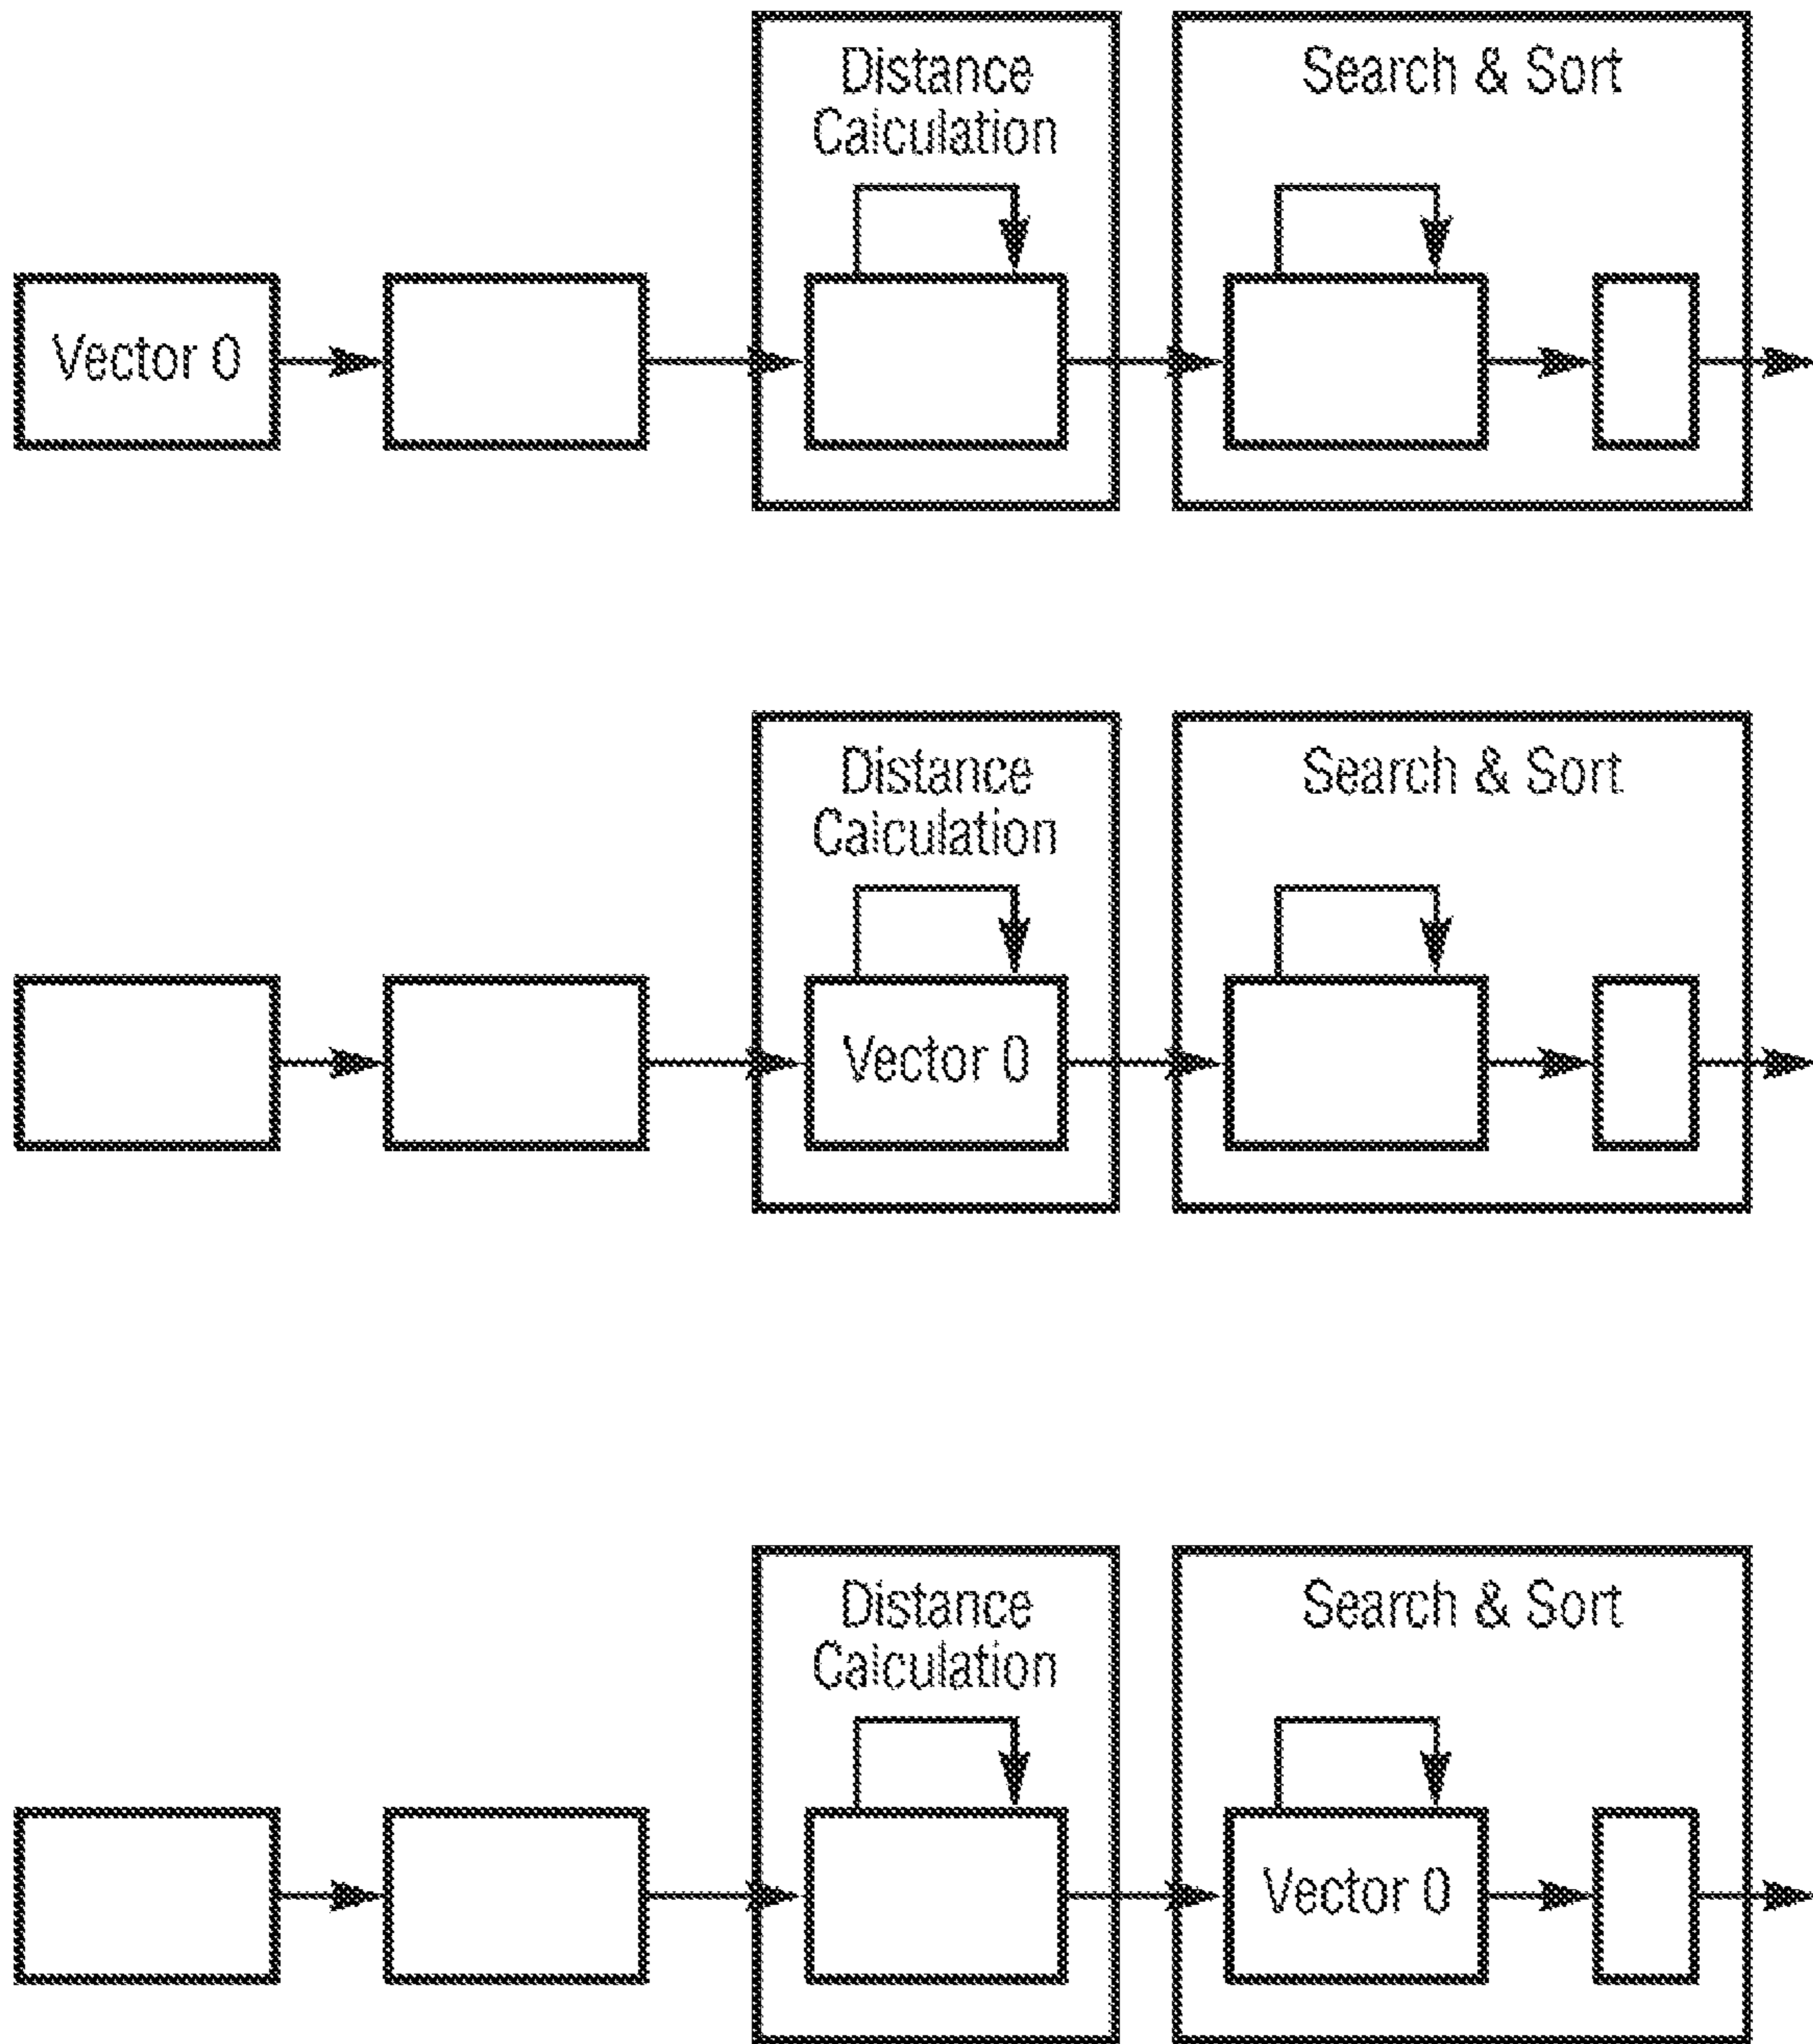 Distance
Calculation
Search & Sort
Vector 0
Distance
Calculation
Search & Sort
Vector 0
Distance
Calculation
Search & Sort
Vector 0